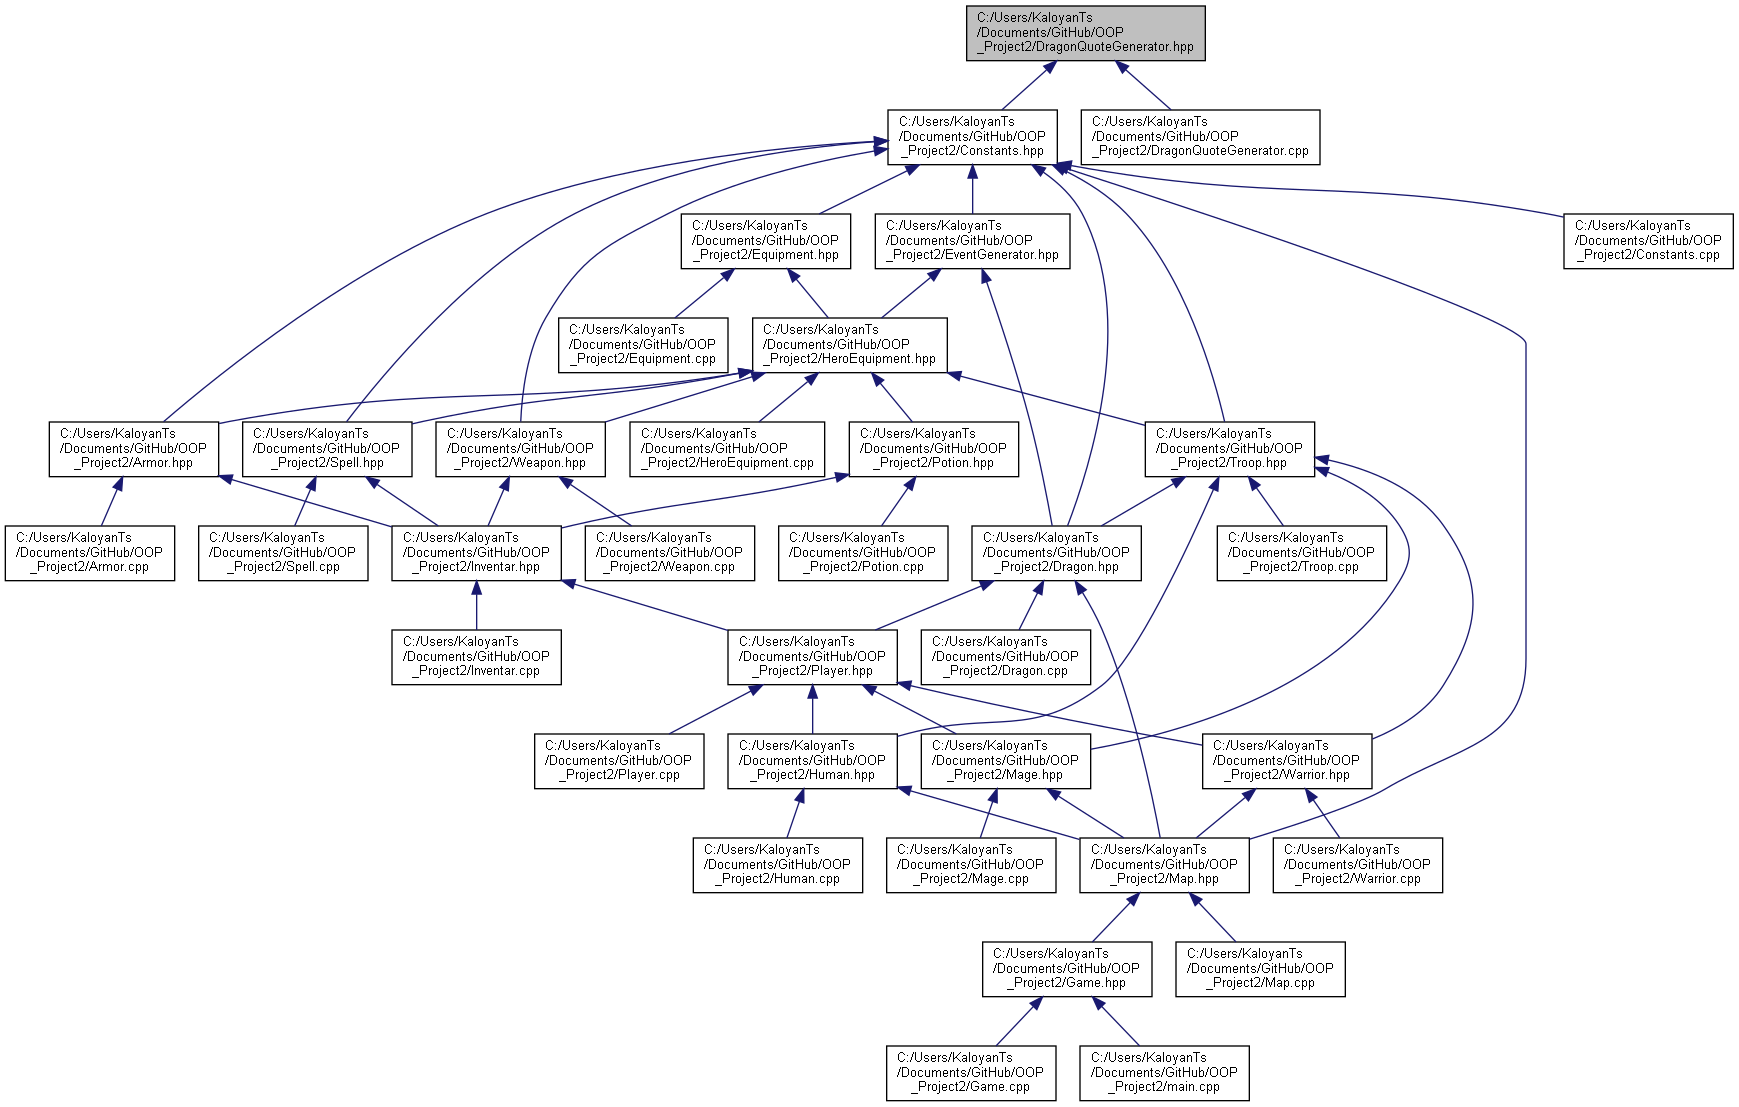 C:/Users/KaloyanTs
/Documents/GitHub/OOP
_Project2/DragonQuoteGenerator.hpp
C:/Users/KaloyanTs
/Documents/GitHub/OOP
_Project2/Constants.hpp
C:/Users/KaloyanTs
/Documents/GitHub/OOP
_Project2/DragonQuoteGenerator.cpp
C:/Users/KaloyanTs
/Documents/GitHub/OOP
_Project2/Equipment.hpp
C:/Users/KaloyanTs
/Documents/GitHub/OOP
_Project2/EventGenerator.hpp
C:/Users/KaloyanTs
/Documents/GitHub/OOP
_Project2/Constants.cpp
C:/Users/KaloyanTs
/Documents/GitHub/OOP
_Project2/Equipment.cpp
C:/Users/KaloyanTs
/Documents/GitHub/OOP
_Project2/HeroEquipment.hpp
C:/Users/KaloyanTs
/Documents/GitHub/OOP
_Project2/Armor.hpp
C:/Users/KaloyanTs
/Documents/GitHub/OOP
_Project2/Spell.hpp
C:/Users/KaloyanTs
/Documents/GitHub/OOP
_Project2/Weapon.hpp
C:/Users/KaloyanTs
/Documents/GitHub/OOP
_Project2/HeroEquipment.cpp
C:/Users/KaloyanTs
/Documents/GitHub/OOP
_Project2/Potion.hpp
C:/Users/KaloyanTs
/Documents/GitHub/OOP
_Project2/Troop.hpp
C:/Users/KaloyanTs
/Documents/GitHub/OOP
_Project2/Armor.cpp
C:/Users/KaloyanTs
/Documents/GitHub/OOP
_Project2/Spell.cpp
C:/Users/KaloyanTs
/Documents/GitHub/OOP
_Project2/Inventar.hpp
C:/Users/KaloyanTs
/Documents/GitHub/OOP
_Project2/Weapon.cpp
C:/Users/KaloyanTs
/Documents/GitHub/OOP
_Project2/Potion.cpp
C:/Users/KaloyanTs
/Documents/GitHub/OOP
_Project2/Dragon.hpp
C:/Users/KaloyanTs
/Documents/GitHub/OOP
_Project2/Troop.cpp
C:/Users/KaloyanTs
/Documents/GitHub/OOP
_Project2/Inventar.cpp
C:/Users/KaloyanTs
/Documents/GitHub/OOP
_Project2/Player.hpp
C:/Users/KaloyanTs
/Documents/GitHub/OOP
_Project2/Dragon.cpp
C:/Users/KaloyanTs
/Documents/GitHub/OOP
_Project2/Player.cpp
C:/Users/KaloyanTs
/Documents/GitHub/OOP
_Project2/Human.hpp
C:/Users/KaloyanTs
/Documents/GitHub/OOP
_Project2/Mage.hpp
C:/Users/KaloyanTs
/Documents/GitHub/OOP
_Project2/Warrior.hpp
C:/Users/KaloyanTs
/Documents/GitHub/OOP
_Project2/Human.cpp
C:/Users/KaloyanTs
/Documents/GitHub/OOP
_Project2/Mage.cpp
C:/Users/KaloyanTs
/Documents/GitHub/OOP
_Project2/Map.hpp
C:/Users/KaloyanTs
/Documents/GitHub/OOP
_Project2/Warrior.cpp
C:/Users/KaloyanTs
/Documents/GitHub/OOP
_Project2/Game.hpp
C:/Users/KaloyanTs
/Documents/GitHub/OOP
_Project2/Map.cpp
C:/Users/KaloyanTs
/Documents/GitHub/OOP
_Project2/Game.cpp
C:/Users/KaloyanTs
/Documents/GitHub/OOP
_Project2/main.cpp